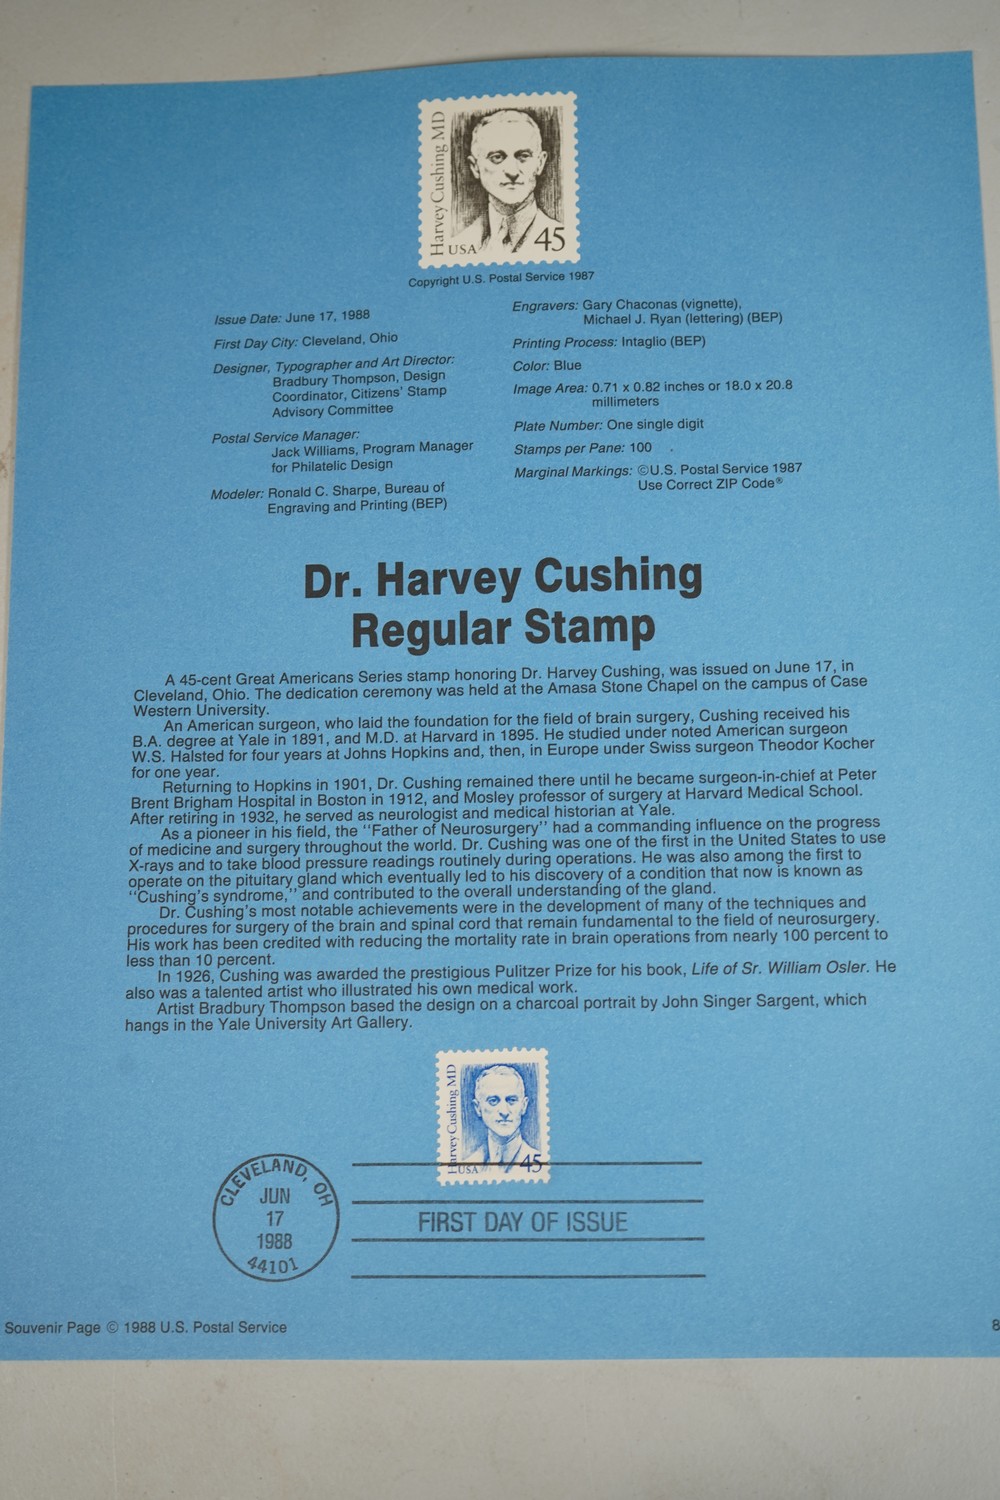 Harvey Cushing MD
USA 45
Copyright U.S. Postal Service 1987
Issue Date: June 17, 1988
First Day City: Cleveland, Ohio
Designer, Typographer and Art Director:
Bradbury Thompson, Design
Coordinator, Citizens' Stamp
Advisory Committee
Postal Service Manager:
Jack Williams, Program Manager
for Philatelic Design
Modeler: Ronald C. Sharpe, Bureau of
Engraving and Printing (BEP)
Engravers: Gary Chaconas (vignette),
Michael J. Ryan (lettering) (BEP)
Printing Process: Intaglio (BEP)
Color: Blue
Image Area: 0.71 x 0.82 inches or 18.0 x 20.8
millimeters
Plate Number: One single digit
Stamps per Pane: 100
Marginal Markings: ©U.S. Postal Service 1987
Use Correct ZIP Code®
Dr. Harvey Cushing
Regular Stamp
A 45-cent Great Americans Series stamp honoring Dr. Harvey Cushing, was issued on June 17, in
Cleveland, Ohio. The dedication ceremony was held at the Amasa Stone Chapel on the campus of Case
Western University.
An American surgeon, who laid the foundation for the field of brain surgery, Cushing received his
B.A. degree at Yale in 1891, and M.D. at Harvard in 1895. He studied under noted American surgeon
W.S. Halsted for four years at Johns Hopkins and, then, in Europe under Swiss surgeon Theodor Kocher
for one year.
Returning to Hopkins in 1901, Dr. Cushing remained there until he became surgeon-in-chief at Peter
Brent Brigham Hospital in Boston in 1912, and Mosley professor of surgery at Harvard Medical School.
After retiring in 1932, he served as neurologist and medical historian at Yale.
As a pioneer in his field, the "Father of Neurosurgery" had a commanding influence on the progress
of medicine and surgery throughout the world. Dr. Cushing was one of the first in the United States to use
X-rays and to take blood pressure readings routinely during operations. He was also among the first to
operate on the pituitary gland which eventually led to his discovery of a condition that now is known as
"Cushing's syndrome," and contributed to the overall understanding of the gland.
Dr. Cushing's most notable achievements were in the development of many of the techniques and
procedures for surgery of the brain and spinal cord that remain fundamental to the field of neurosurgery.
His work has been credited with reducing the mortality rate in brain operations from nearly 100 percent to
less than 10 percent.
In 1926, Cushing was awarded the prestigious Pulitzer Prize for his book, Life of Sr. William Osler. He
also was a talented artist who illustrated his own medical work.
Artist Bradbury Thompson based the design on a charcoal portrait by John Singer Sargent, which
hangs in the Yale University Art Gallery.
Harvey Cushing MD
USA 45
CLEVELAND, OH
JUN
17
1988
44101
FIRST DAY OF ISSUE
Souvenir Page © 1988 U.S. Postal Service
8